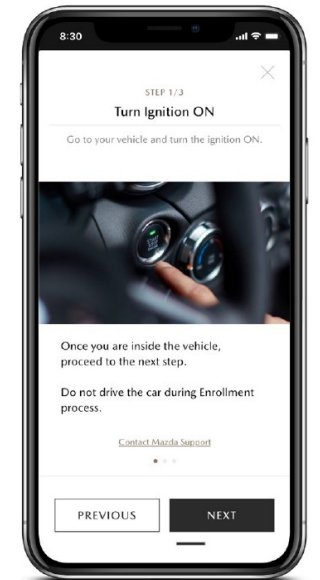 8:30
STEP 1/3
Turn Ignition ON
Go to your vehicle and turn the ignition ON.
Once you are inside the vehicle,
proceed to the next step.
Do not drive the car during Enrollment
process.
Contact Mazda Support
PREVIOUS
NEXT